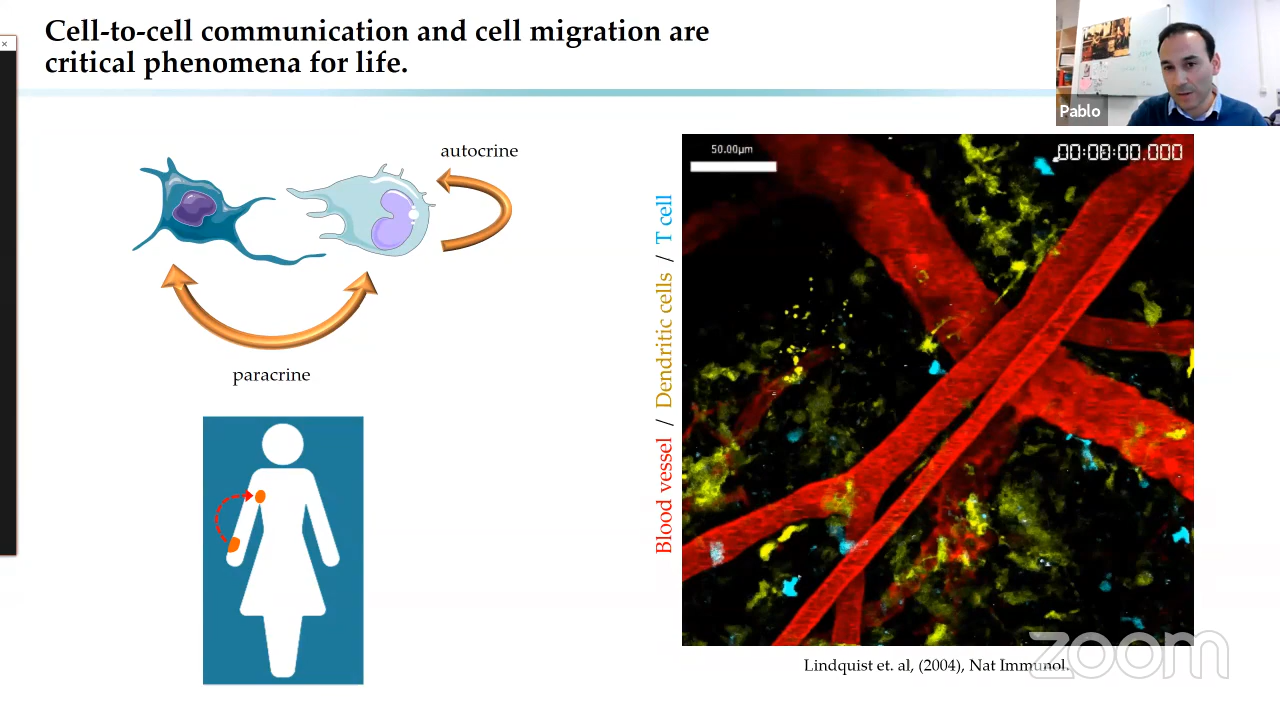 Cell-to-cell communication and cell migration are
critical phenomena for life.
Pablo
autocrine
paracrine
Blood vessel / Dendritic cells / T cell
50.00µm
00:00:00.000
Lindquist et. al, (2004), Nat Immunol.
zoom